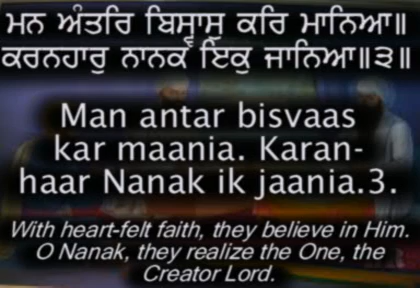 ਮਨ ਅੰਤਰਿ ਬਿਸ੍ਵਾਸੁ ਕਰਿ ਮਾਨਿਆ॥
ਕਰਨਹਾਰੁ ਨਾਨਕ ਇਕੁ ਜਾਨਿਆ॥੩॥
Man antar bisvaas
kar maania. Karan-
haar Nanak ik jaania.3.
With heart-felt faith, they believe in Him.
O Nanak, they realize the One, the
Creator Lord.